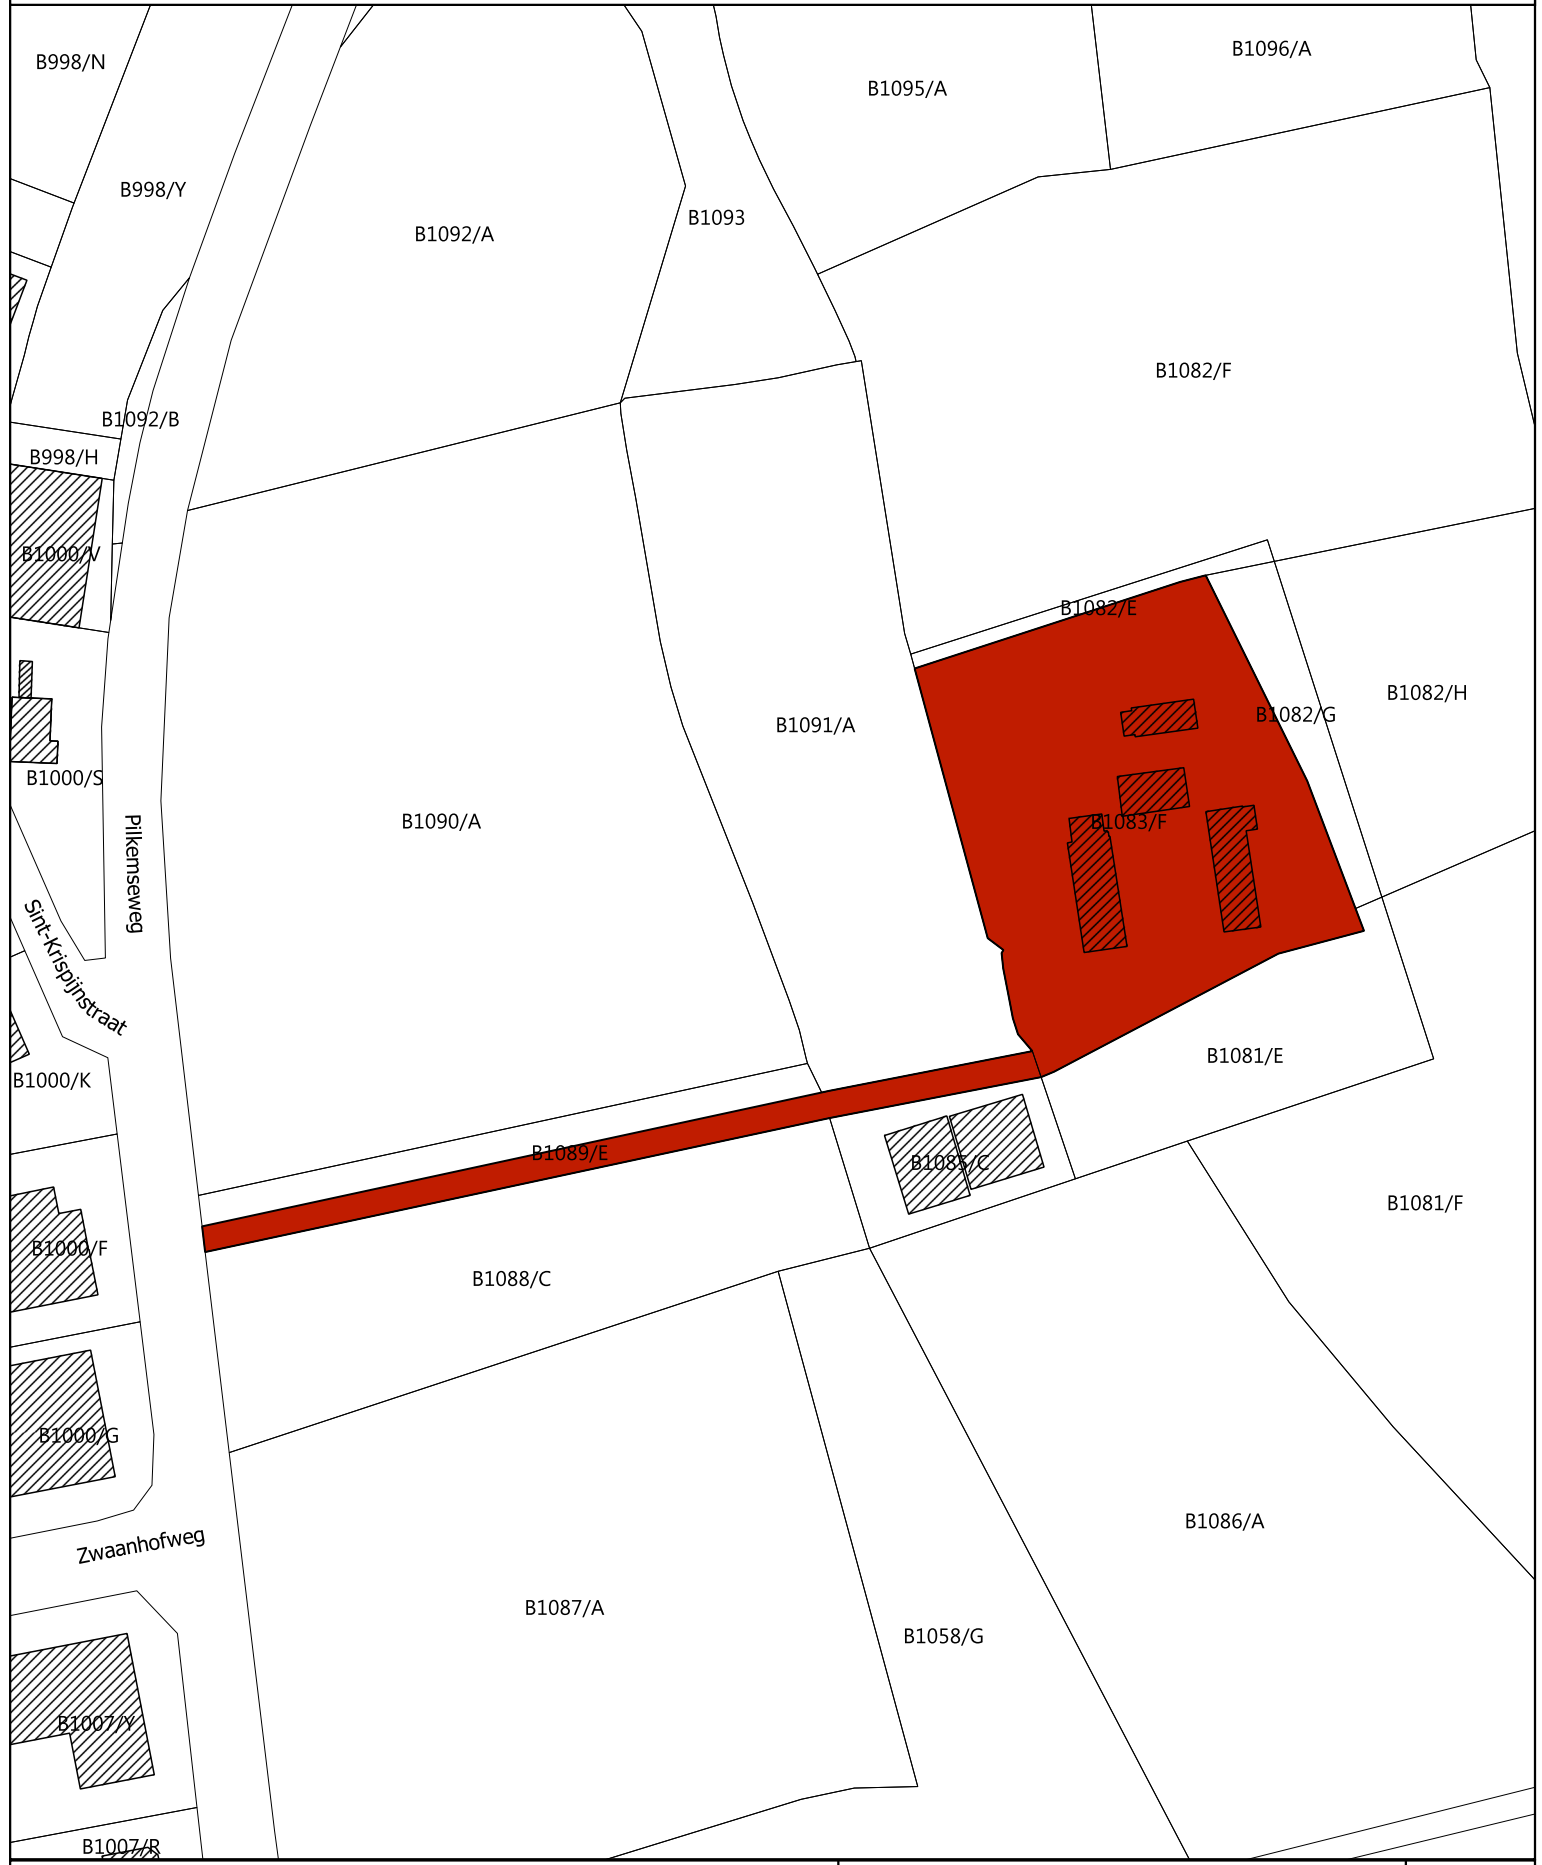 B1096/A
B998/N
B1095/A
B998/Y
B1093
B1092/A
B1082/F
B1092/B
B998/H
B1000/V
B1082/E
B1082/H
B1082/G
B1091/A
B1000/S
B1090/A
B1083/F
Pilkemseweg
Sint-Krispijnstraat
B1081/E
B1000/K
B1089/E
B1085/C
B1081/F
B1000/F
B1088/C
B1000/G
B1086/A
Zwaanhofweg
B1087/A
B1058/G
B1007/Y
B1007/R